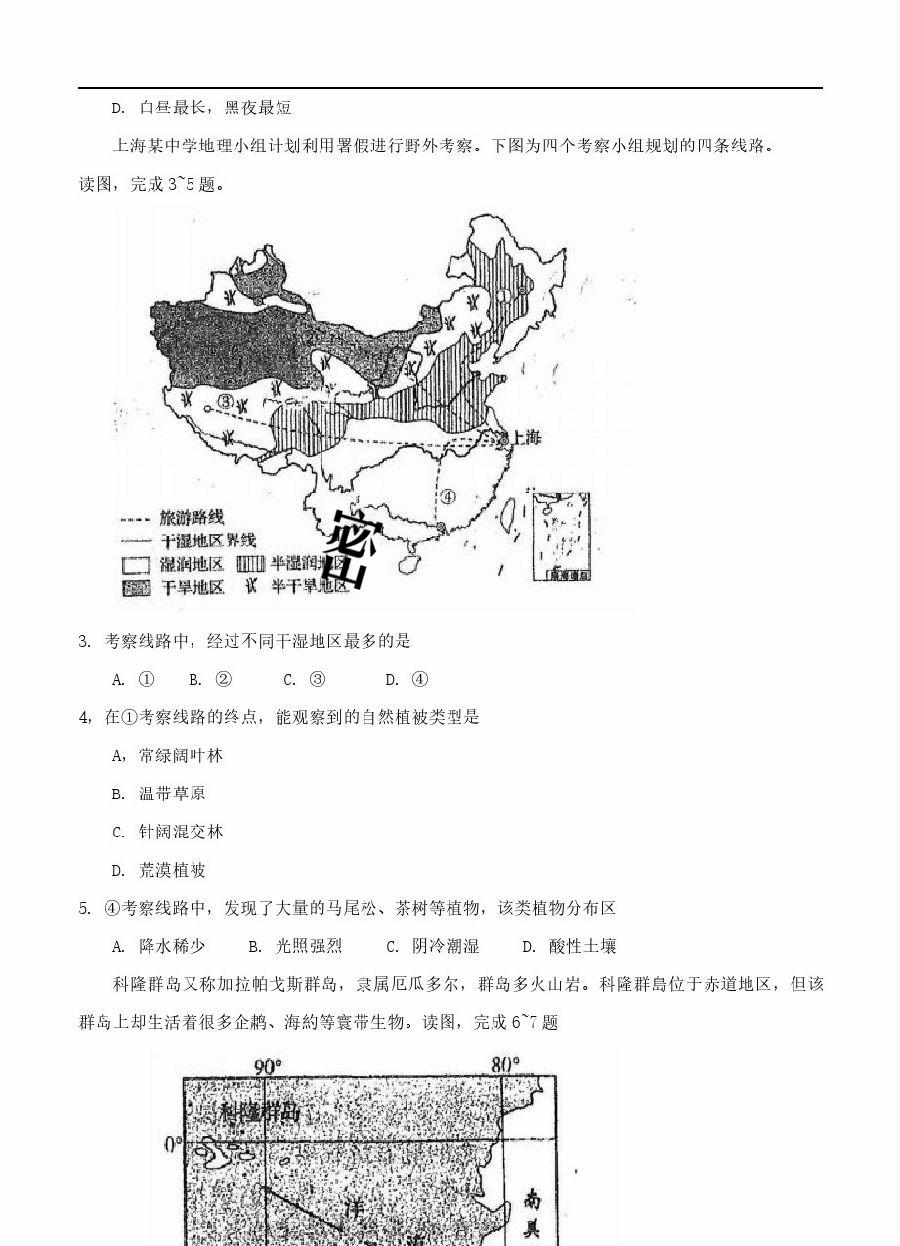 D. 白昼最长，黑夜最短
上海某中学地理小组计划利用署假进行野外考察。下图为四个考察小组规划的四条线路。
读图，完成 3~5 题。
③
②
①
上海
④
旅游路线
干湿地区界线
湿润地区 半湿润地区
干旱地区 半干旱地区
3. 考察线路中，经过不同干湿地区最多的是
A. ① B. ② C. ③ D. ④
4，在①考察线路的终点，能观察到的自然植被类型是
A，常绿阔叶林
B. 温带草原
C. 针阔混交林
D. 荒漠植被
5. ④考察线路中，发现了大量的马尾松、茶树等植物，该类植物分布区
A. 降水稀少 B. 光照强烈 C. 阴冷潮湿 D. 酸性土壤
科隆群岛又称加拉帕戈斯群岛，隶属厄瓜多尔，群岛多火山岩。科隆群島位于赤道地区，但该
群岛上却生活着很多企鹅、海約等寰带生物。读图，完成 6~7 题
90° 80°
科隆群岛
0°
洋
南